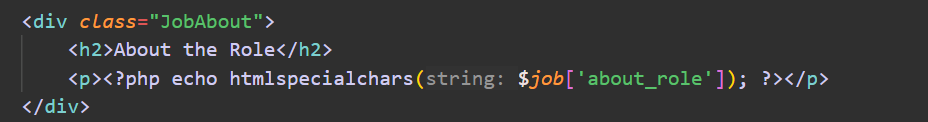 <div class="JobAbout">
    <h2>About the Role</h2>
    <p><?php echo htmlspecialchars(string: $job['about_role']); ?></p>
</div>